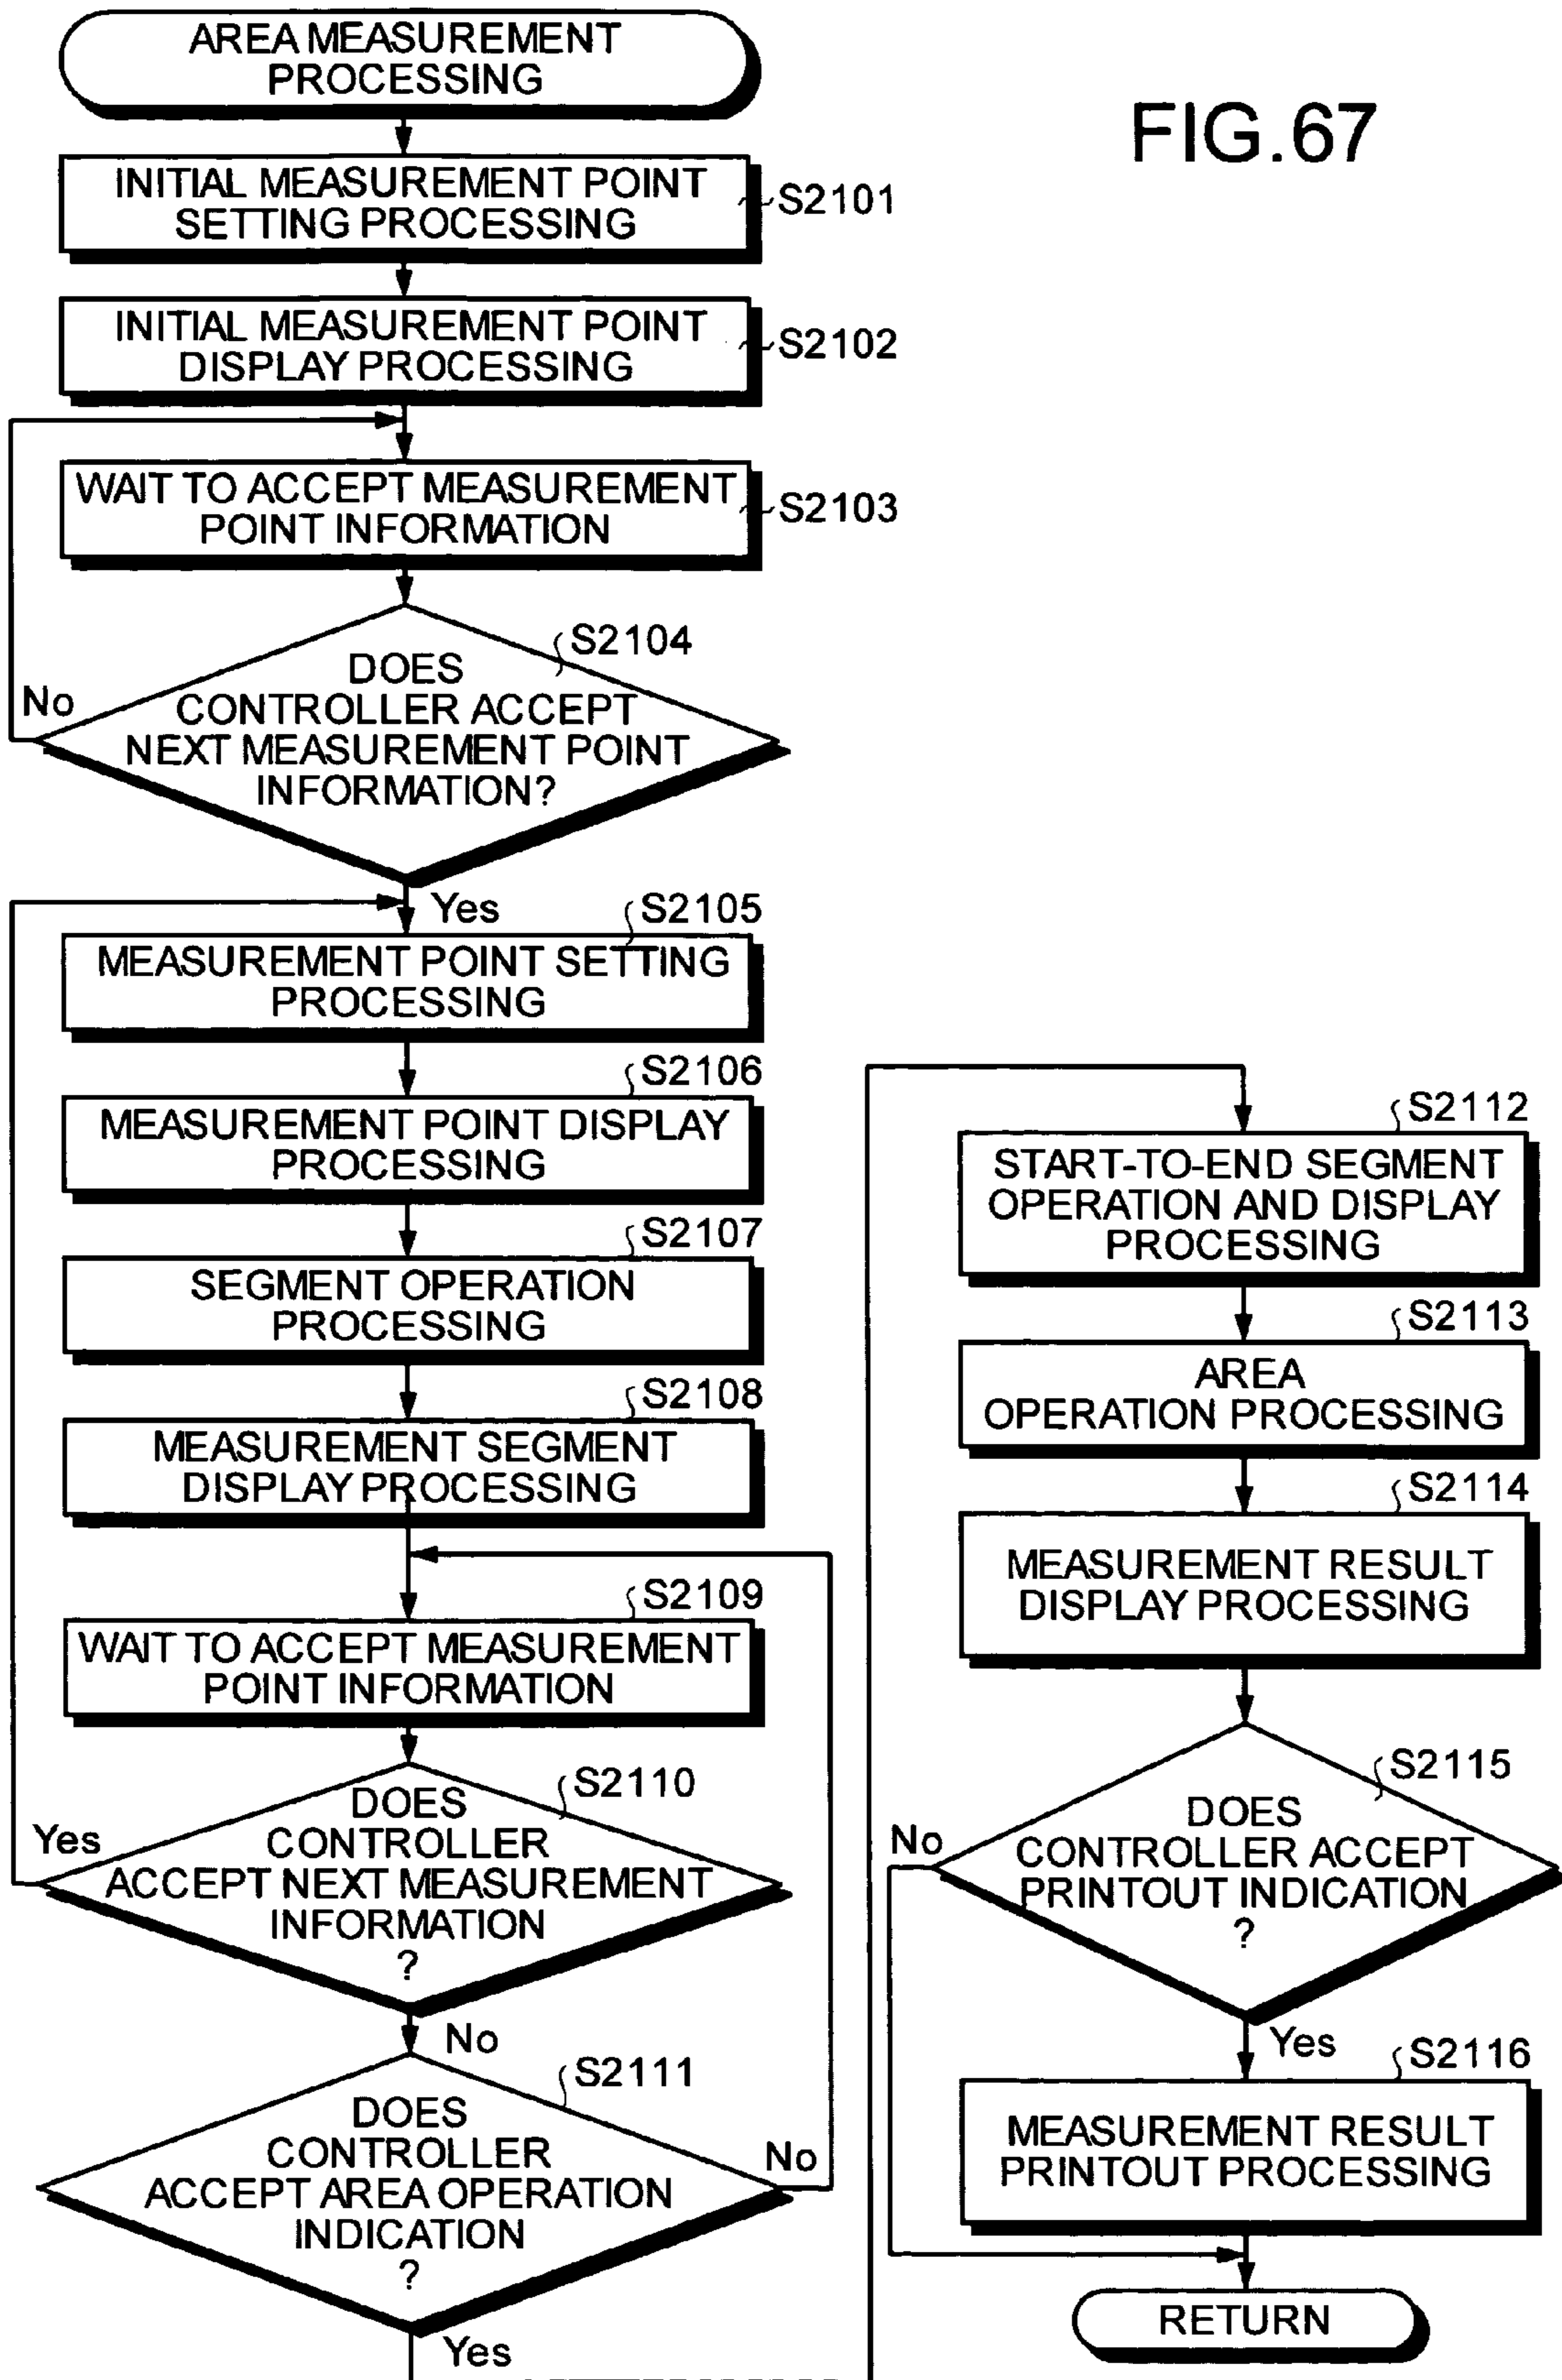 AREA MEASUREMENT
PROCESSING
FIG.67
INITIAL MEASUREMENT POINT
SETTING PROCESSING
S2101
INITIAL MEASUREMENT POINT
DISPLAY PROCESSING
S2102
WAIT TO ACCEPT MEASUREMENT
POINT INFORMATION
S2103
S2104
DOES
CONTROLLER ACCEPT
NEXT MEASUREMENT POINT
INFORMATION?
No
Yes
S2105
MEASUREMENT POINT SETTING
PROCESSING
S2106
MEASUREMENT POINT DISPLAY
PROCESSING
S2107
SEGMENT OPERATION
PROCESSING
S2108
MEASUREMENT SEGMENT
DISPLAY PROCESSING
S2109
WAIT TO ACCEPT MEASUREMENT
POINT INFORMATION
S2110
DOES
CONTROLLER
ACCEPT NEXT MEASUREMENT
INFORMATION
?
Yes
No
S2111
DOES
CONTROLLER
ACCEPT AREA OPERATION
INDICATION
?
No
Yes
S2112
START-TO-END SEGMENT
OPERATION AND DISPLAY
PROCESSING
S2113
AREA
OPERATION PROCESSING
S2114
MEASUREMENT RESULT
DISPLAY PROCESSING
S2115
DOES
CONTROLLER ACCEPT
PRINTOUT INDICATION
?
No
Yes
S2116
MEASUREMENT RESULT
PRINTOUT PROCESSING
RETURN